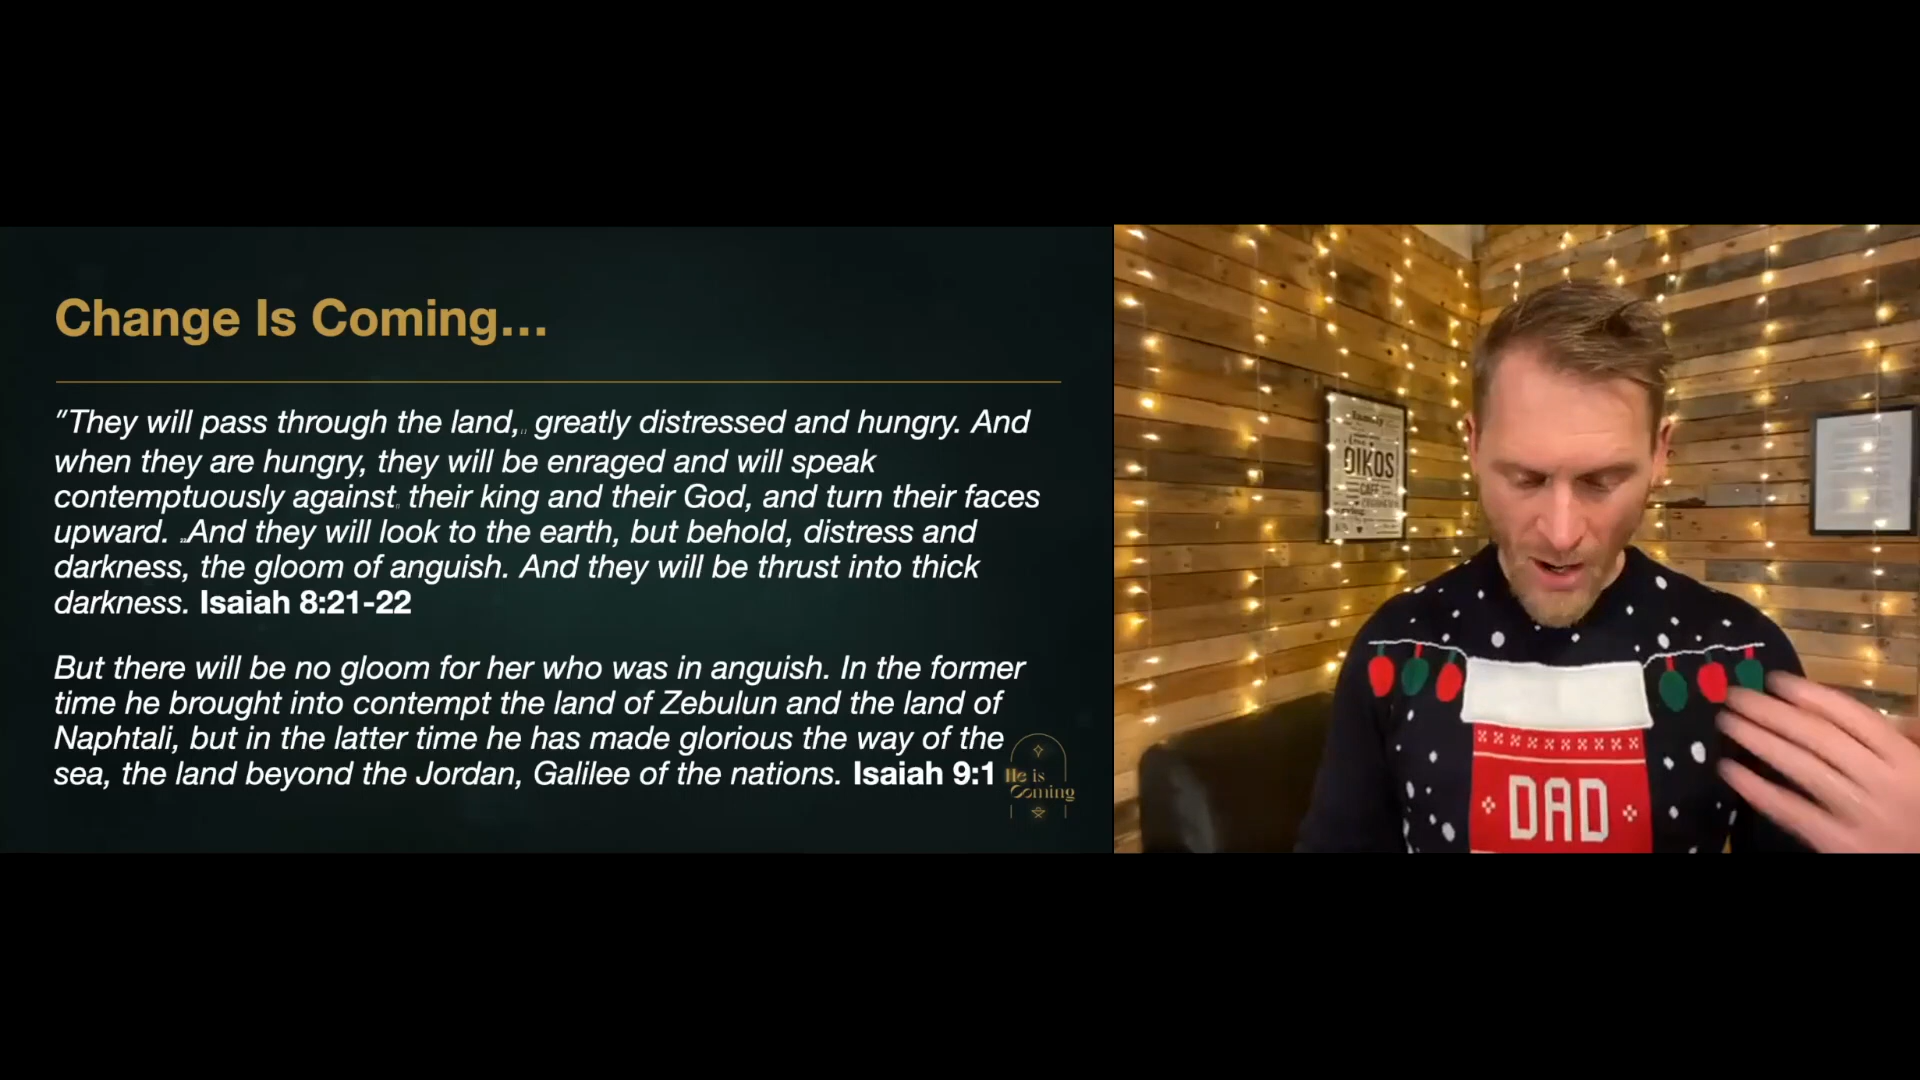 Change Is Coming...
"They will pass through the land, greatly distressed and hungry. And
when they are hungry, they will be enraged and will speak
contemptuously against their king and their God, and turn their faces
upward. And they will look to the earth, but behold, distress and
darkness, the gloom of anguish. And they will be thrust into thick
darkness. Isaiah 8:21-22
But there will be no gloom for her who was in anguish. In the former
time he brought into contempt the land of Zebulun and the land of
Naphtali, but in the latter time he has made glorious the way of the
sea, the land beyond the Jordan, Galilee of the nations. Isaiah 9:1
He is
Coming
OIKOS
CAFE
DAD